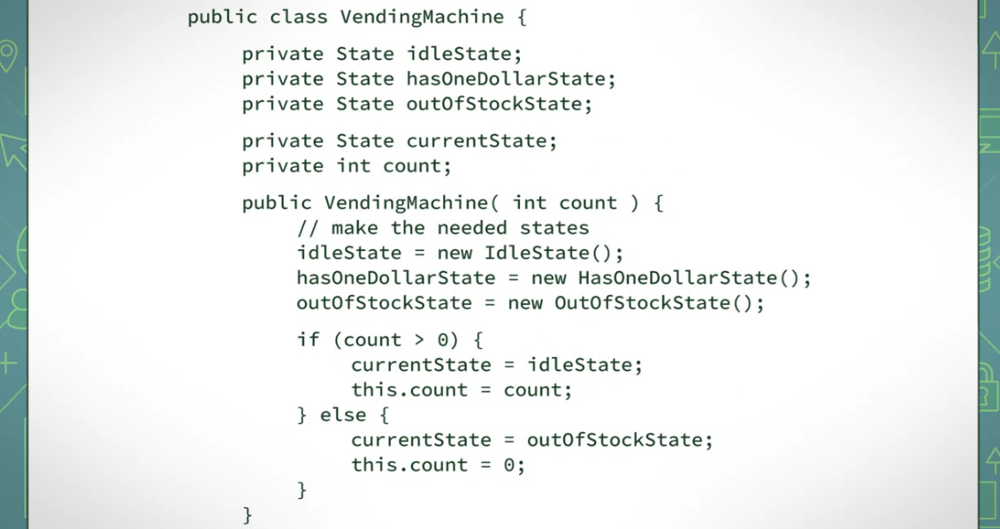 public class VendingMachine {
private State idleState;
private State hasOneDollarState;
private State outOfStockState;
private State currentState;
private int count;
public VendingMachine( int count ) {
// make the needed states
idleState = new IdleState();
hasOneDollarState = new HasOneDollarState();
outOfStockState = new OutOfStockState();
if (count > 0) {
currentState = idleState;
this.count = count;
} else {
currentState = outOfStockState;
this.count = 0;
}
}